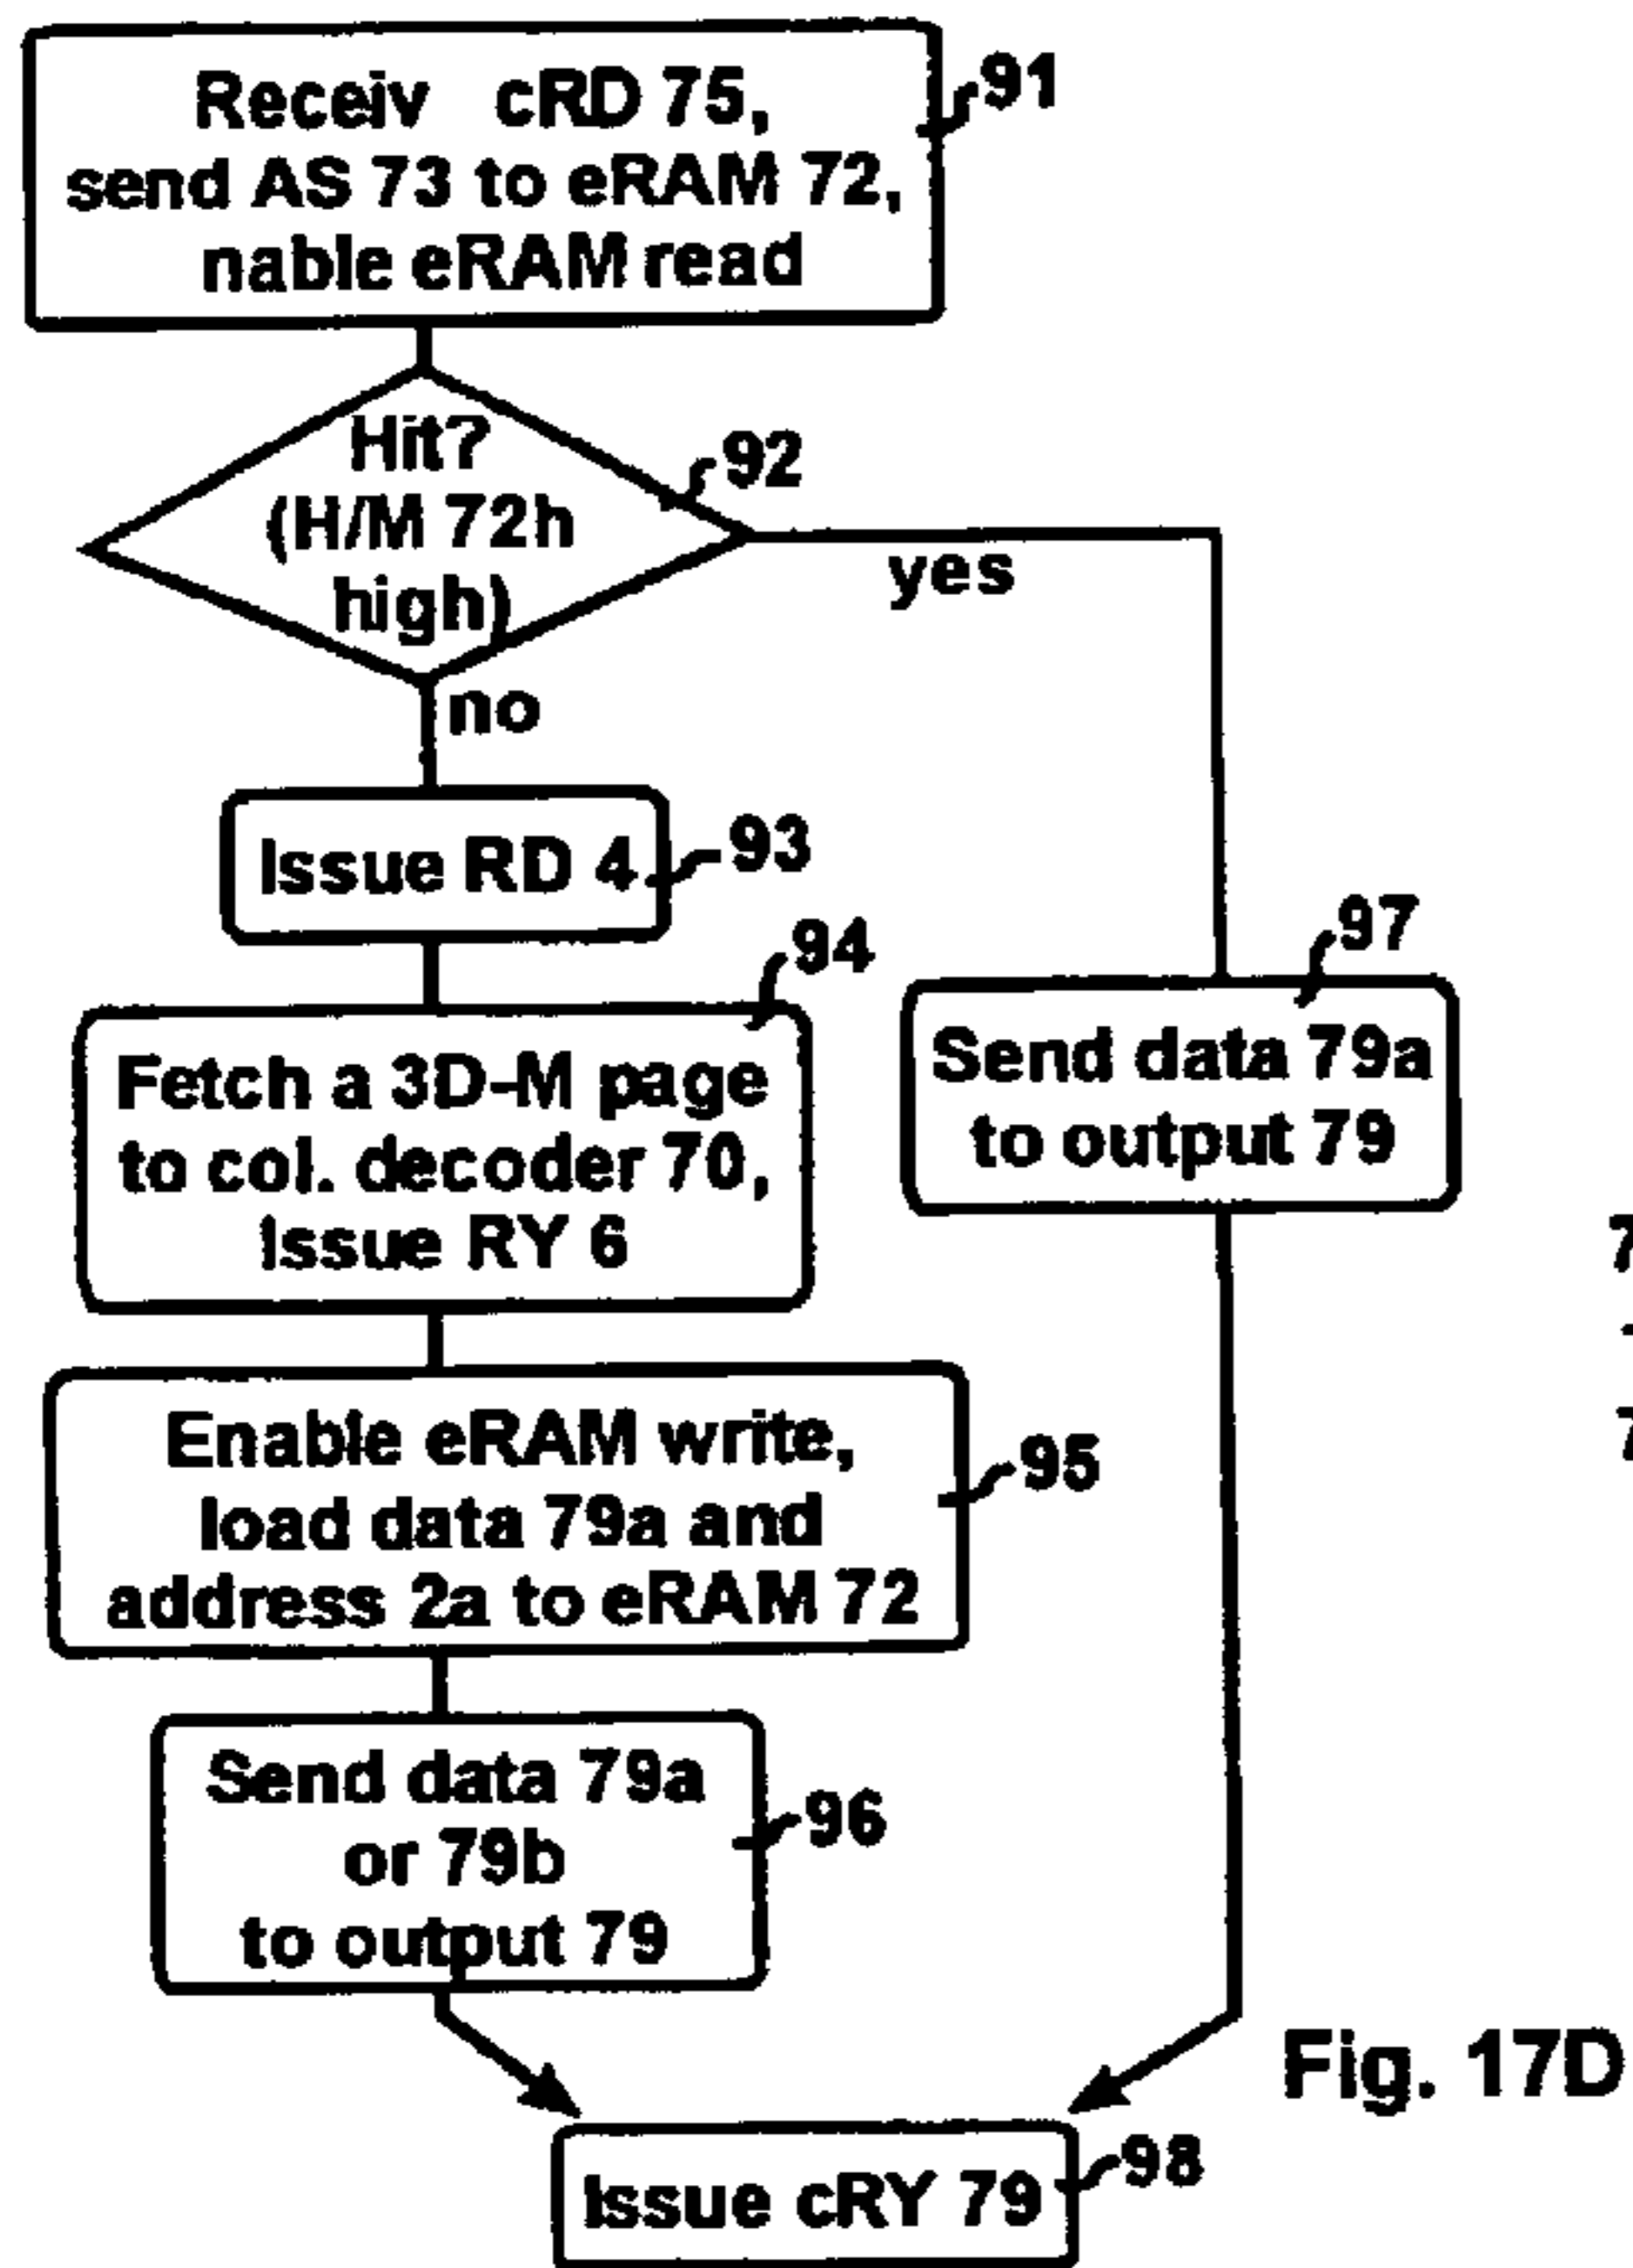 Receiv cRD 75,
send AS 73 to eRAM 72,
nable eRAM read
91
Hit?
(H/M 72h
high)
92
yes
no
Issue RD 4
93
Fetch a 3D-M page
to col. decoder 70,
Issue RY 6
94
Send data 79a
to output 79
97
Enable eRAM write,
load data 79a and
address 2a to eRAM 72
95
Send data 79a
or 79b
to output 79
96
Fig. 17D
Issue cRY 79
98